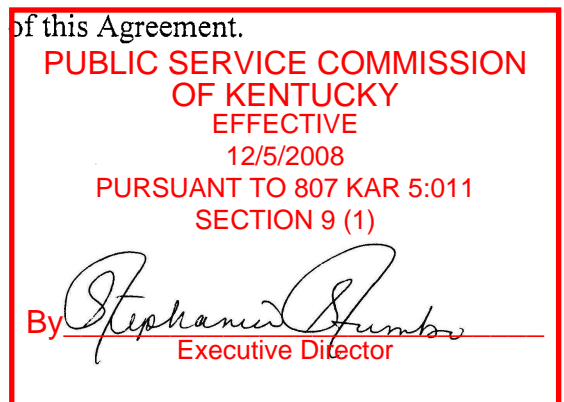 of this Agreement.
PUBLIC SERVICE COMMISSION
OF KENTUCKY
EFFECTIVE
12/5/2008
PURSUANT TO 807 KAR 5:011
SECTION 9 (1)
By Stephanie Stumbo
Executive Director